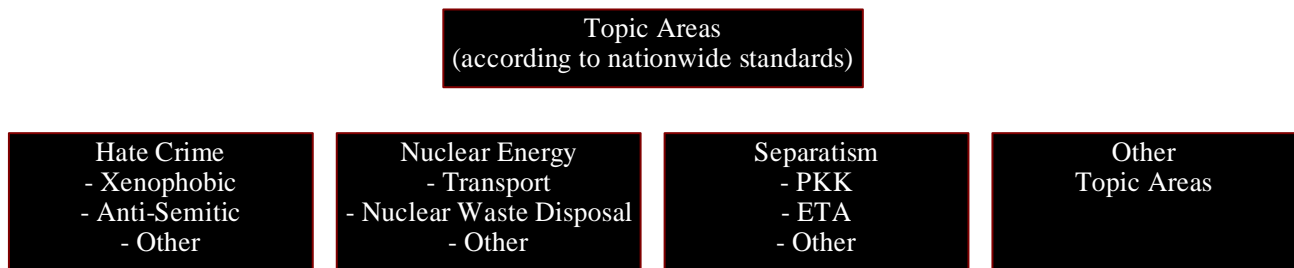 Topic Areas
(according to nationwide standards)
Hate Crime
- Xenophobic
- Anti-Semitic
- Other
Nuclear Energy
- Transport
- Nuclear Waste Disposal
- Other
Separatism
- PKK
- ETA
- Other
Other
Topic Areas